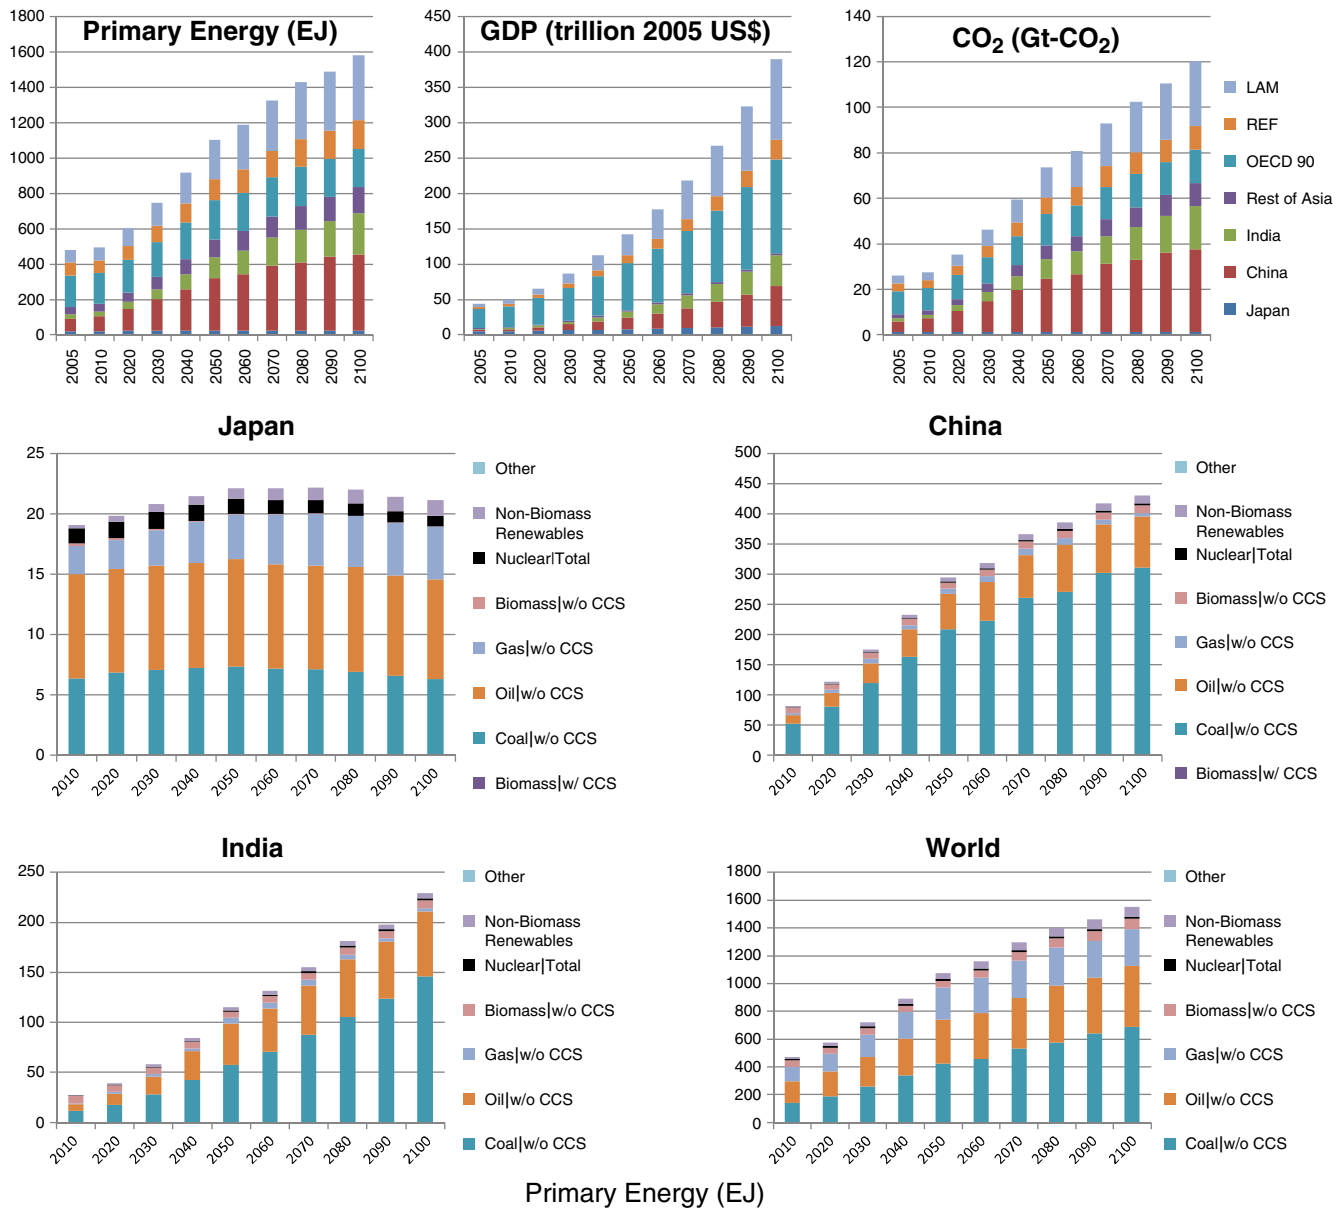 Primary Energy (EJ)
1800
1600
1400
1200
1000
800
600
400
200
0
2005
2010
2020
2030
2040
2050
2060
2070
2080
2090
2100
GDP (trillion 2005 US$)
450
400
350
300
250
200
150
100
50
0
2005
2010
2020
2030
2040
2050
2060
2070
2080
2090
2100
CO2 (Gt-CO2)
140
120
100
80
60
40
20
0
2005
2010
2020
2030
2040
2050
2060
2070
2080
2090
2100
LAM
REF
OECD 90
Rest of Asia
India
China
Japan
Japan
25
20
15
10
5
0
2010
2020
2030
2040
2050
2060
2070
2080
2090
2100
Other
Non-Biomass
Renewables
Nuclear|Total
Biomass|w/o CCS
Gas|w/o CCS
Oil|w/o CCS
Coal|w/o CCS
Biomass|w/ CCS
China
500
450
400
350
300
250
200
150
100
50
0
2010
2020
2030
2040
2050
2060
2070
2080
2090
2100
Other
Non-Biomass
Renewables
Nuclear|Total
Biomass|w/o CCS
Gas|w/o CCS
Oil|w/o CCS
Coal|w/o CCS
Biomass|w/ CCS
India
250
200
150
100
50
0
2010
2020
2030
2040
2050
2060
2070
2080
2090
2100
Other
Non-Biomass
Renewables
Nuclear|Total
Biomass|w/o CCS
Gas|w/o CCS
Oil|w/o CCS
Coal|w/o CCS
World
1800
1600
1400
1200
1000
800
600
400
200
0
2010
2020
2030
2040
2050
2060
2070
2080
2090
2100
Other
Non-Biomass
Renewables
Nuclear|Total
Biomass|w/o CCS
Gas|w/o CCS
Oil|w/o CCS
Coal|w/o CCS
Primary Energy (EJ)